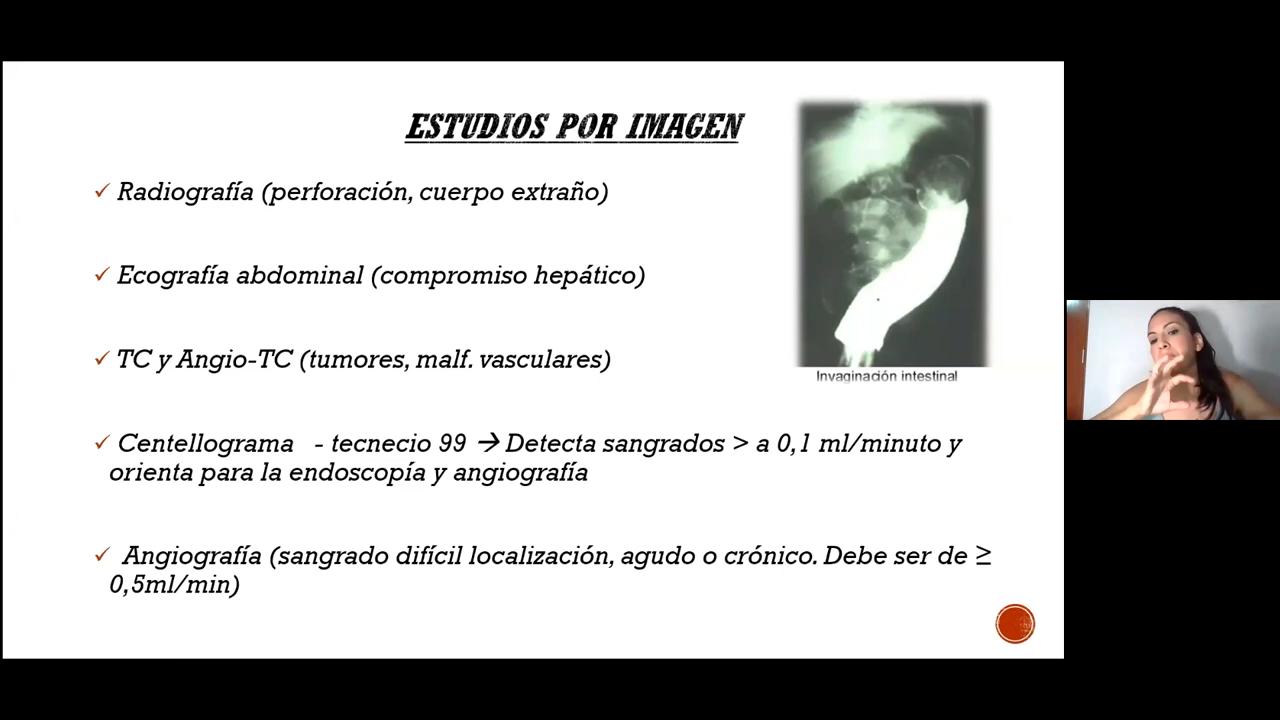 ESTUDIOS POR IMAGEN
✓ Radiografía (perforación, cuerpo extraño)
✓ Ecografía abdominal (compromiso hepático)
✓ TC y Angio-TC (tumores, malf. vasculares)
Invaginación intestinal
✓ Centellograma - tecnecio 99 → Detecta sangrados > a 0,1 ml/minuto y
orienta para la endoscopía y angiografía
✓ Angiografía (sangrado difícil localización, agudo o crónico. Debe ser de ≥
0,5ml/min)